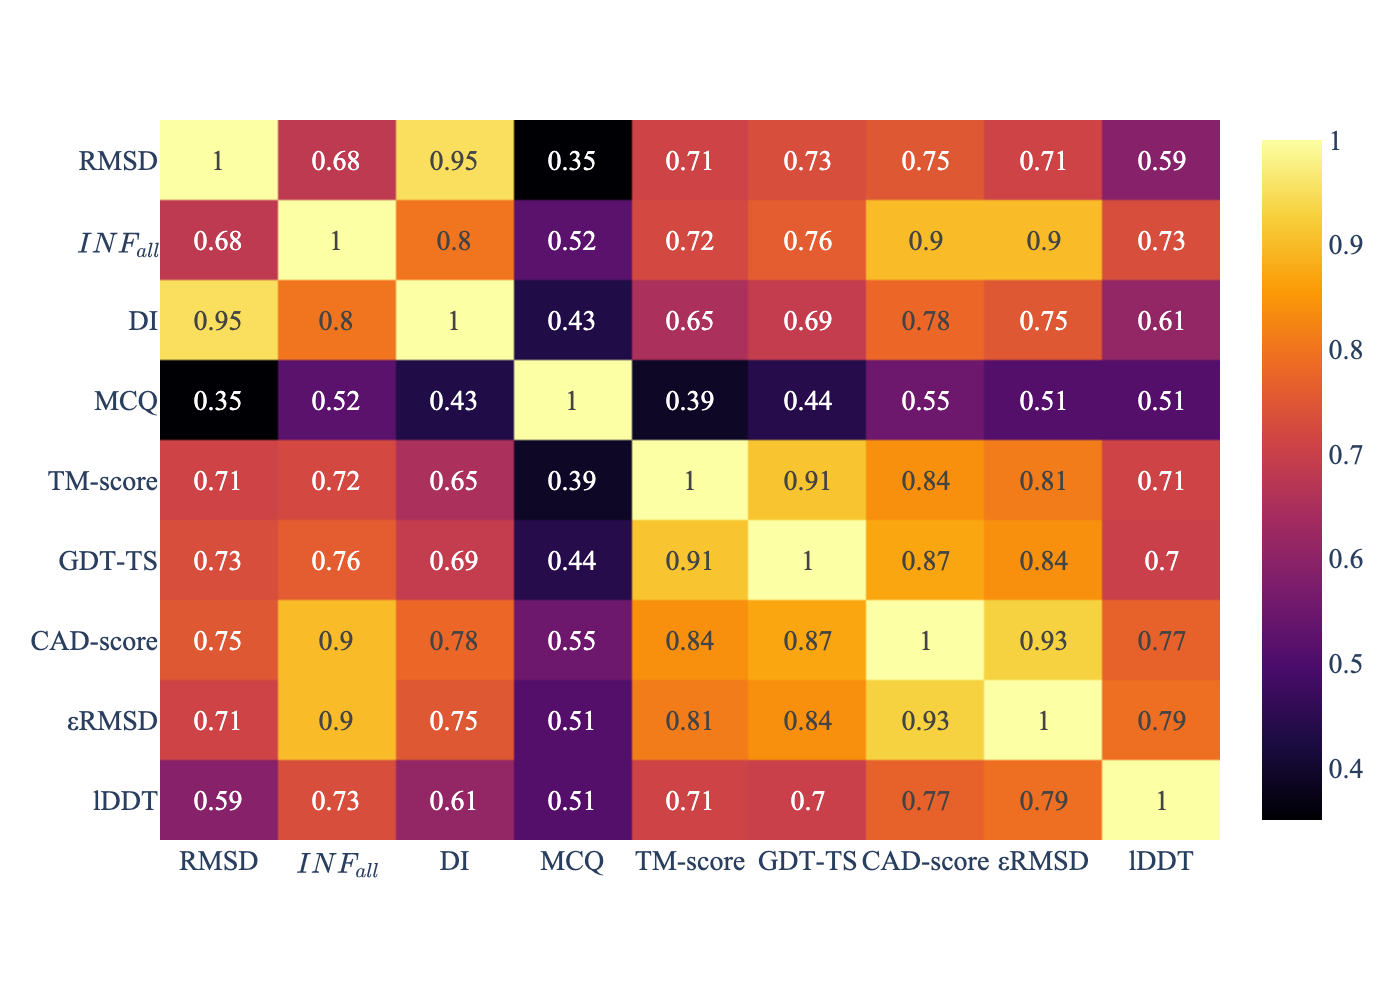 RMSD 1 0.68 0.95 0.35 0.71 0.73 0.75 0.71 0.59
INF_all 0.68 1 0.8 0.52 0.72 0.76 0.9 0.9 0.73
DI 0.95 0.8 1 0.43 0.65 0.69 0.78 0.75 0.61
MCQ 0.35 0.52 0.43 1 0.39 0.44 0.55 0.51 0.51
TM-score 0.71 0.72 0.65 0.39 1 0.91 0.84 0.81 0.71
GDT-TS 0.73 0.76 0.69 0.44 0.91 1 0.87 0.84 0.7
CAD-score 0.75 0.9 0.78 0.55 0.84 0.87 1 0.93 0.77
εRMSD 0.71 0.9 0.75 0.51 0.81 0.84 0.93 1 0.79
lDDT 0.59 0.73 0.61 0.51 0.71 0.7 0.77 0.79 1
RMSD INF_all DI MCQ TM-score GDT-TS CAD-score εRMSD lDDT
1
0.9
0.8
0.7
0.6
0.5
0.4